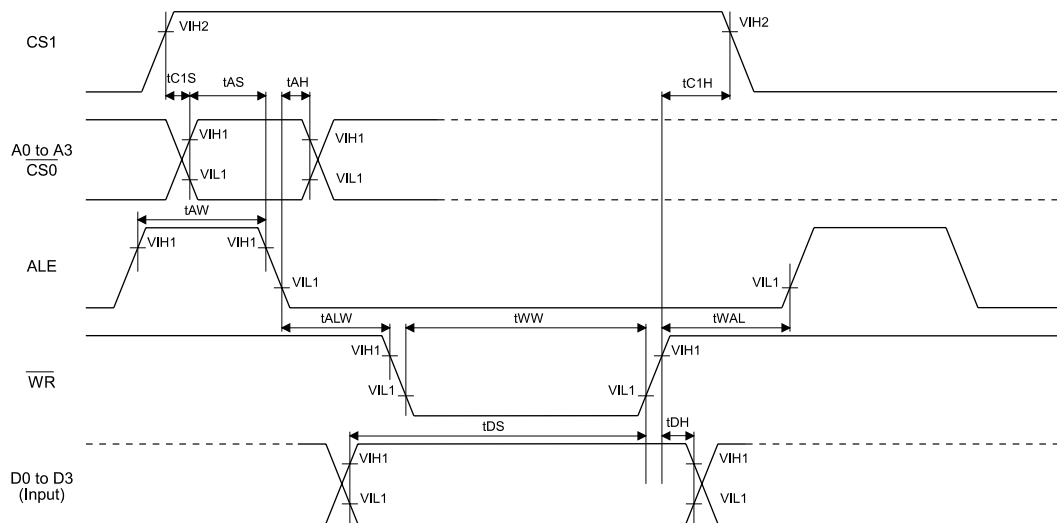 CS1
VIH2
VIH2
tC1S
tAS
tAH
tC1H
A0 to A3
CS0
VIH1
VIH1
VIL1
VIL1
tAW
ALE
VIH1
VIH1
VIL1
VIL1
tALW
tWW
tWAL
WR
VIH1
VIH1
VIL1
VIL1
tDS
tDH
D0 to D3
(Input)
VIH1
VIH1
VIL1
VIL1